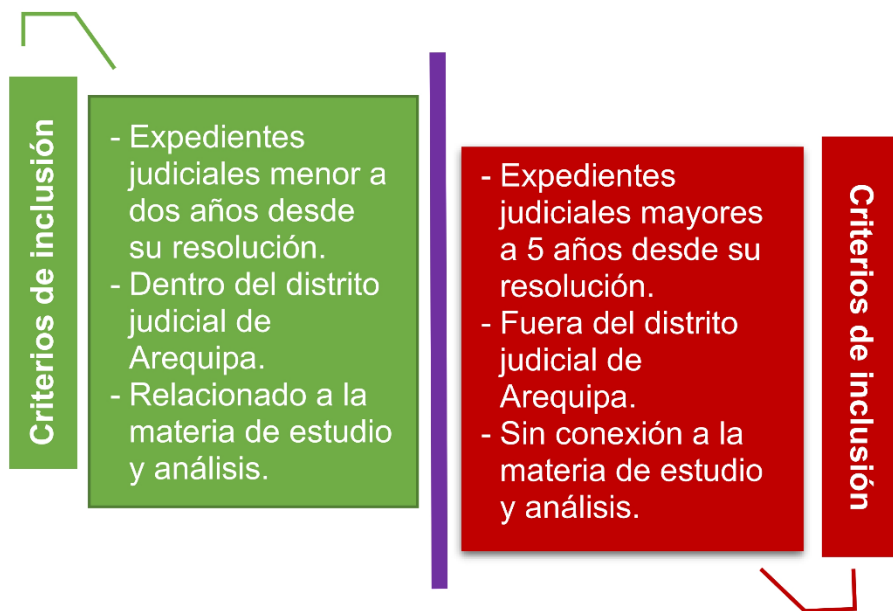 Criterios de inclusión
- Expedientes
judiciales menor a
dos años desde
su resolución.
- Dentro del distrito
judicial de
Arequipa.
- Relacionado a la
materia de estudio
y análisis.
- Expedientes
judiciales mayores
a 5 años desde su
resolución.
- Fuera del distrito
judicial de
Arequipa.
- Sin conexión a la
materia de estudio
y análisis.
Criterios de inclusión